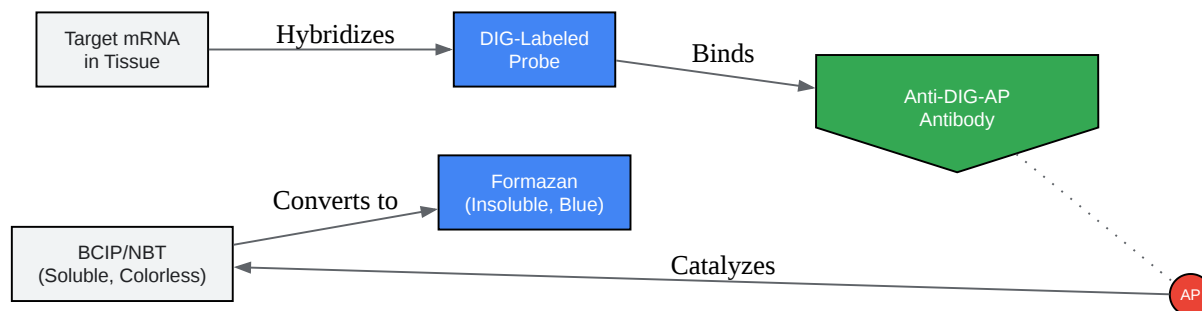 Target mRNA
in Tissue
Hybridizes
DIG-Labeled
Probe
Binds
Anti-DIG-AP
Antibody
BCIP/NBT
(Soluble, Colorless)
Converts to
Formazan
(Insoluble, Blue)
Catalyzes
AP